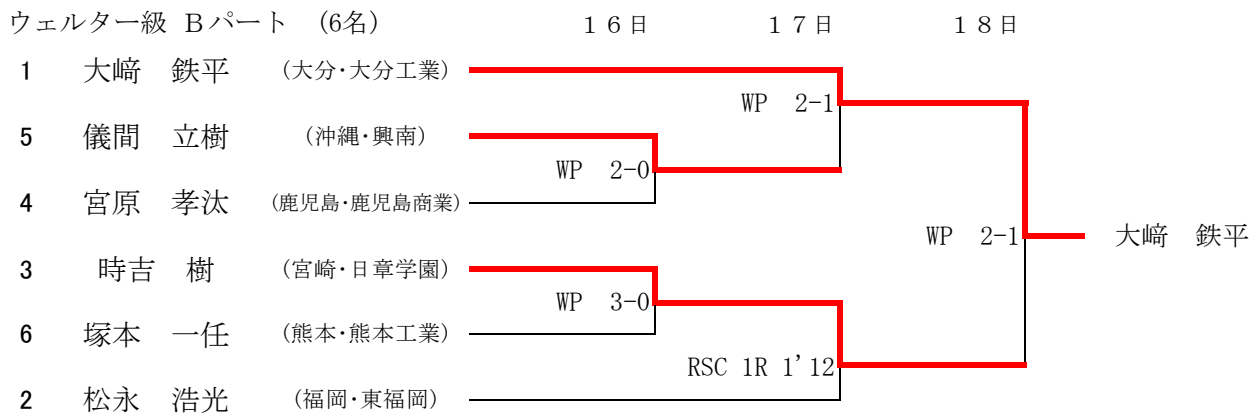 ウェルター級 Bパート (6名) 16日 17日 18日
1 大﨑 鉄平 (大分・大分工業)
WP 2-1
5 儀間 立樹 (沖縄・興南)
WP 2-0
4 宮原 孝汰 (鹿児島・鹿児島商業)
WP 2-1 大﨑 鉄平
3 時吉 樹 (宮崎・日章学園)
WP 3-0
6 塚本 一任 (熊本・熊本工業)
RSC 1R 1'12
2 松永 浩光 (福岡・東福岡)